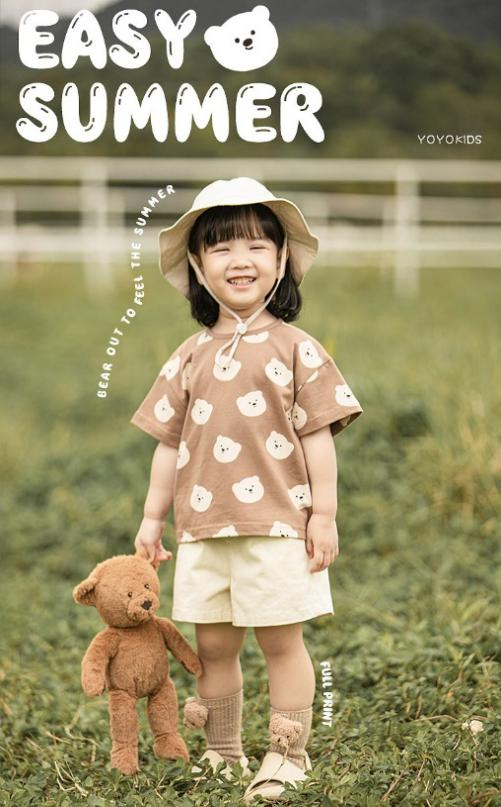 EASY
SUMMER
YOYOKIDS
BEAR OUT TO FEEL THE SUMMER
FULL PRINT